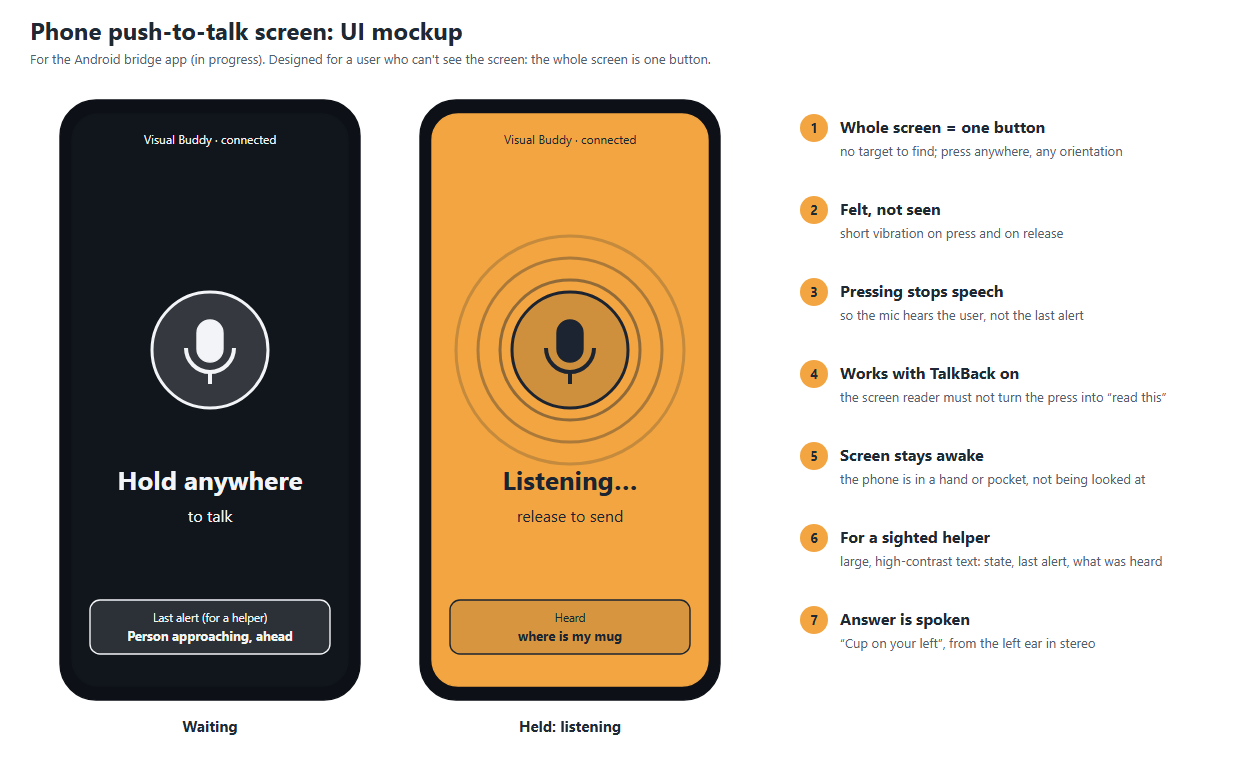 Phone push-to-talk screen: UI mockup
For the Android bridge app (in progress). Designed for a user who can't see the screen: the whole screen is one button.
Visual Buddy · connected
Hold anywhere
to talk
Last alert (for a helper)
Person approaching, ahead
Waiting
Visual Buddy · connected
Listening...
release to send
Heard
where is my mug
Held: listening
1
Whole screen = one button
no target to find; press anywhere, any orientation
2
Felt, not seen
short vibration on press and on release
3
Pressing stops speech
so the mic hears the user, not the last alert
4
Works with TalkBack on
the screen reader must not turn the press into “read this”
5
Screen stays awake
the phone is in a hand or pocket, not being looked at
6
For a sighted helper
large, high-contrast text: state, last alert, what was heard
7
Answer is spoken
“Cup on your left”, from the left ear in stereo